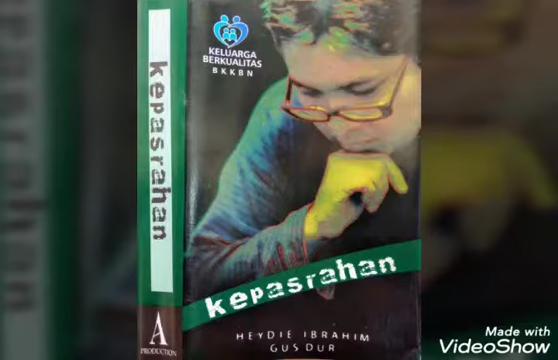 kepasrahan
A
PRODUCTION
KELUARGA
BERKUALITAS
BKKBN
kepasrahan
HEYDIE IBRAHIM
GUS DUR
Made with
VideoShow